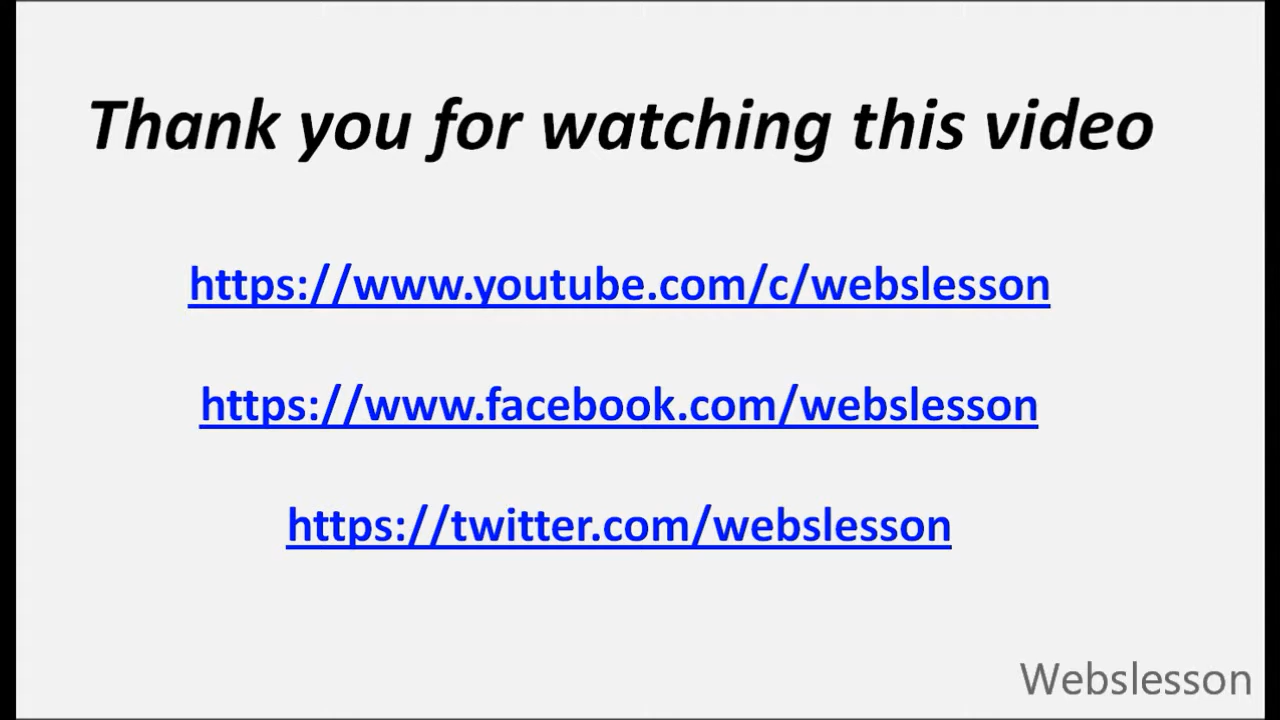 Thank you for watching this video
https://www.youtube.com/c/webslesson
https://www.facebook.com/webslesson
https://twitter.com/webslesson
Webslesson